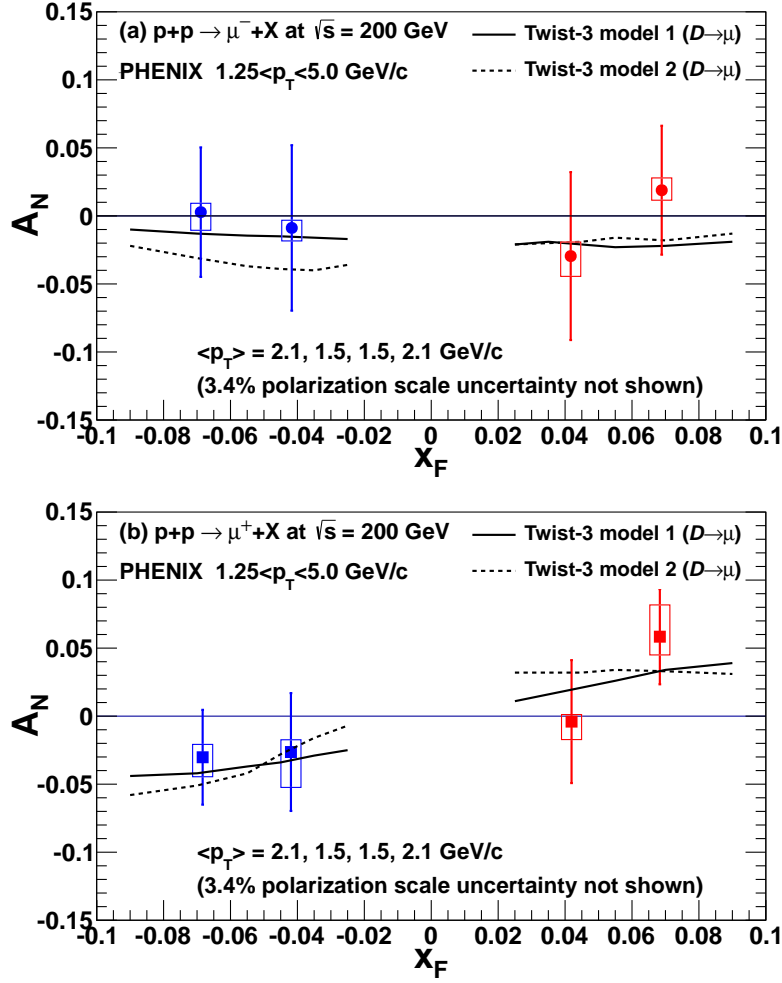 (a) p+p → μ⁻+X at √s = 200 GeV
PHENIX 1.25<p_T<5.0 GeV/c
Twist-3 model 1 (D→μ)
Twist-3 model 2 (D→μ)
0.15
0.1
0.05
0
-0.05
-0.1
-0.15
A_N
<p_T> = 2.1, 1.5, 1.5, 2.1 GeV/c
(3.4% polarization scale uncertainty not shown)
-0.1 -0.08 -0.06 -0.04 -0.02 0 0.02 0.04 0.06 0.08 0.1
x_F
(b) p+p → μ⁺+X at √s = 200 GeV
PHENIX 1.25<p_T<5.0 GeV/c
Twist-3 model 1 (D→μ)
Twist-3 model 2 (D→μ)
0.15
0.1
0.05
0
-0.05
-0.1
-0.15
A_N
<p_T> = 2.1, 1.5, 1.5, 2.1 GeV/c
(3.4% polarization scale uncertainty not shown)
-0.1 -0.08 -0.06 -0.04 -0.02 0 0.02 0.04 0.06 0.08 0.1
x_F